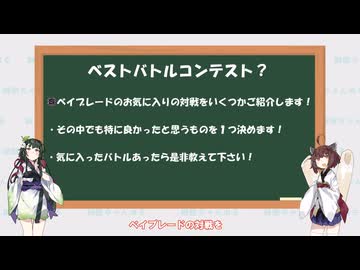 ベストバトルコンテスト？
ベイブレードのお気に入りの対戦をいくつかご紹介します！
・その中でも特に良かったと思うものを１つ決めます！
・気に入ったバトルあったら是非教えて下さい！
ベイブレードの対戦を